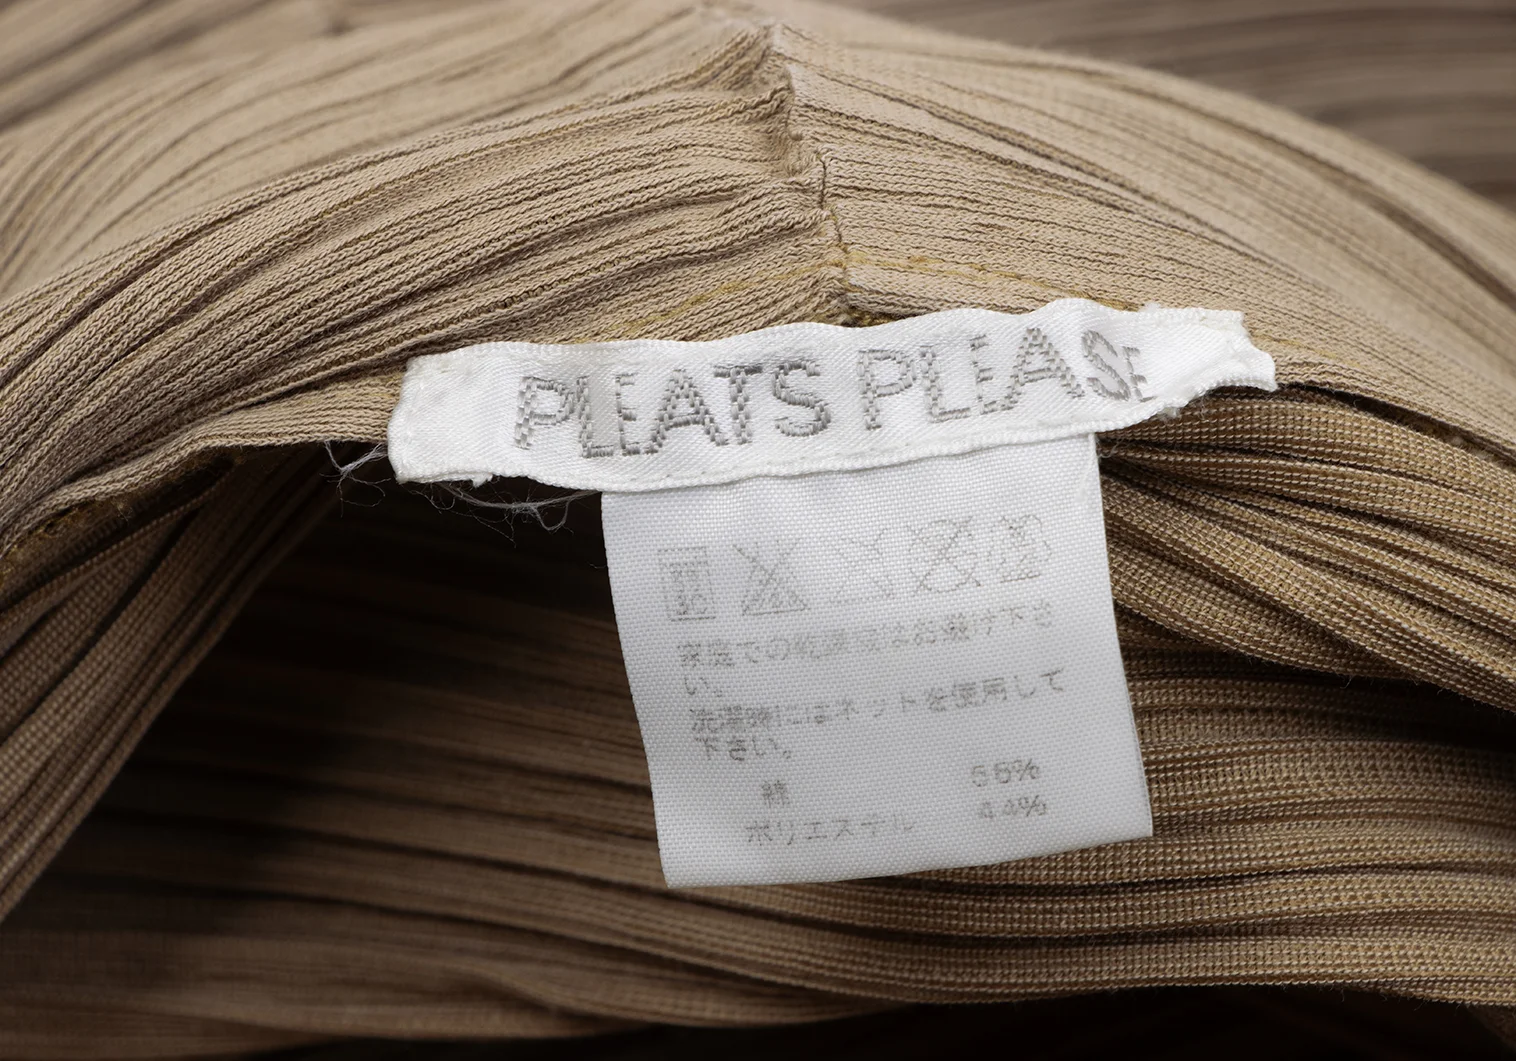 PLEATS PLEASE
家庭での乾燥はお避け下さ
い。
洗濯時にはネットを使用して
下さい。
綿 56%
ポリエステル 44%